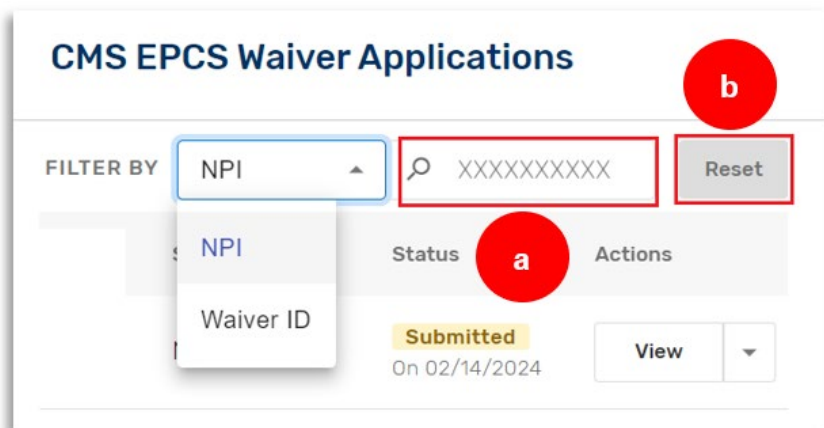 CMS EPCS Waiver Applications
b
FILTER BY NPI XXXXXXXXXX Reset
NPI
Status a Actions
Waiver ID
Submitted View
On 02/14/2024